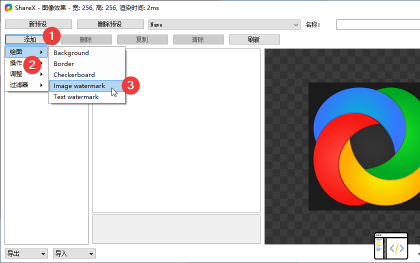 ShareX - 图像效果 - 宽: 256, 高: 256, 渲染时间: 2ms
新预设 删除预设 Name 名称:
添加 删除 复制 清除 刷新
1
绘图
操作
调整
过滤器
2
Background
Border
Checkerboard
Image watermark
Text watermark
3
导出 导入